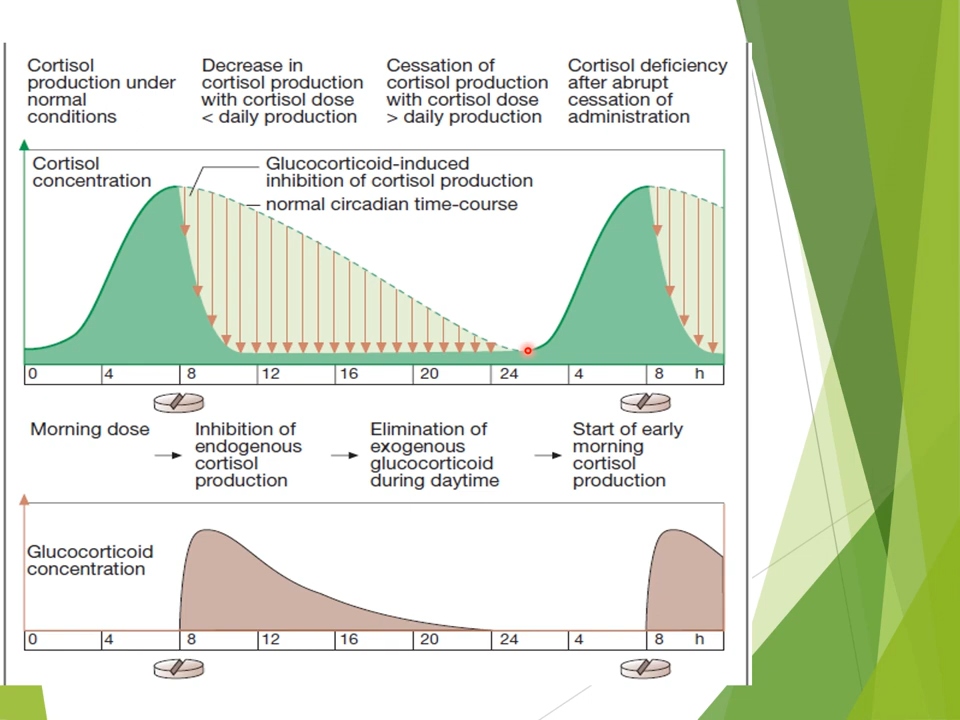 Cortisol
production under
normal
conditions
Decrease in
cortisol production
with cortisol dose
< daily production
Cessation of
cortisol production
with cortisol dose
> daily production
Cortisol deficiency
after abrupt
cessation of
administration
Cortisol
concentration
Glucocorticoid-induced
inhibition of cortisol production
normal circadian time-course
0 4 8 12 16 20 24 4 8 h
Morning dose
Inhibition of
endogenous
cortisol
production
Elimination of
exogenous
glucocorticoid
during daytime
Start of early
morning
cortisol
production
Glucocorticoid
concentration
0 4 8 12 16 20 24 4 8 h